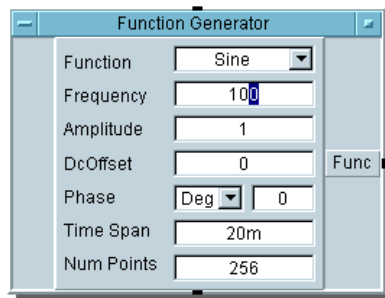 Function Generator
Function Sine
Frequency 100
Amplitude 1
DcOffset 0
Func
Phase Deg 0
Time Span 20m
Num Points 256